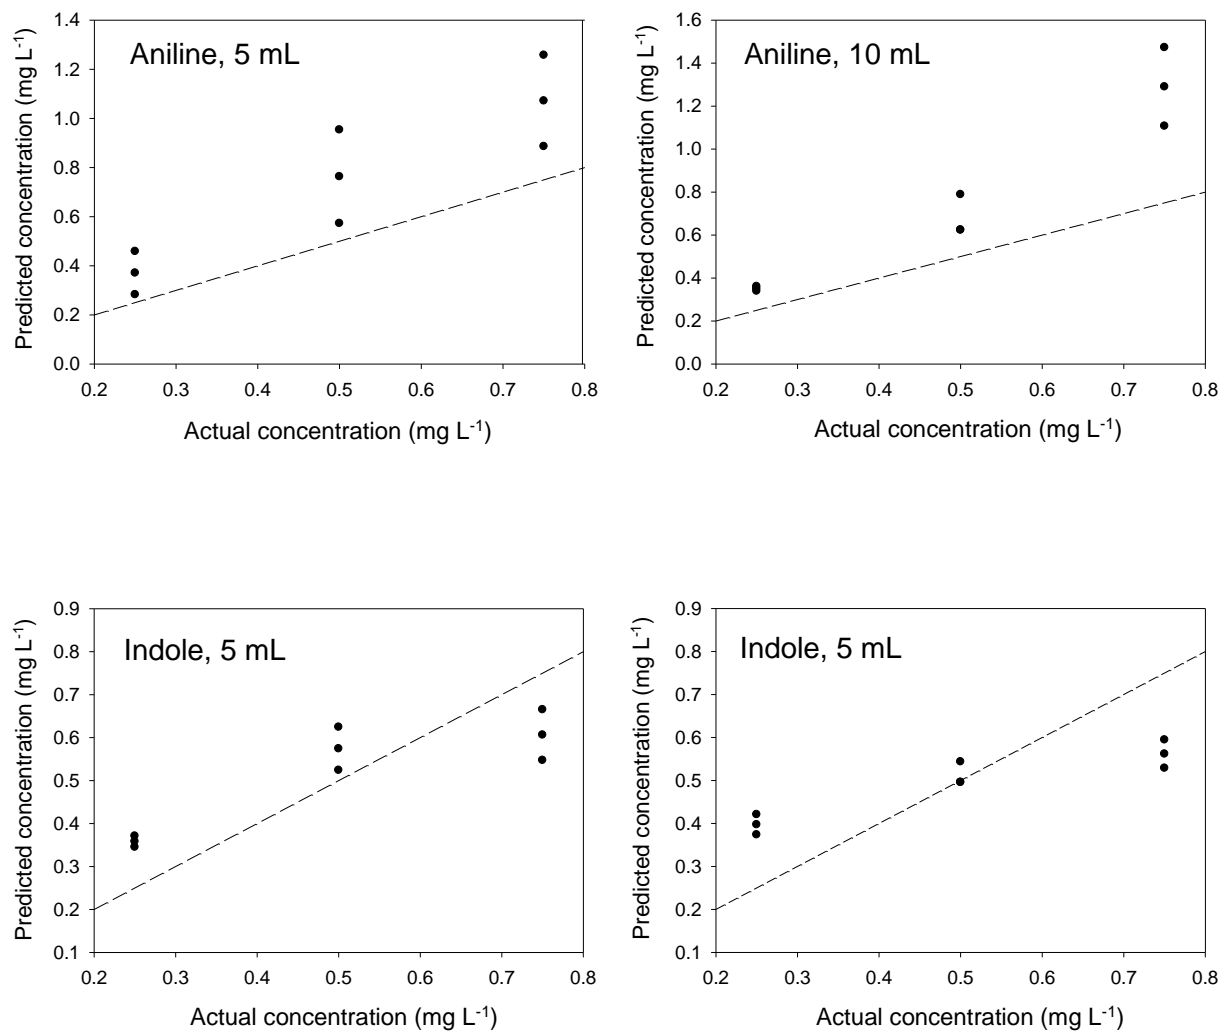 Aniline, 5 mL
Predicted concentration (mg L-1)
1.4
1.2
1.0
0.8
0.6
0.4
0.2
0.0
0.2 0.3 0.4 0.5 0.6 0.7 0.8
Actual concentration (mg L-1)
Aniline, 10 mL
Predicted concentration (mg L-1)
1.6
1.4
1.2
1.0
0.8
0.6
0.4
0.2
0.0
0.2 0.3 0.4 0.5 0.6 0.7 0.8
Actual concentration (mg L-1)
Indole, 5 mL
Predicted concentration (mg L-1)
0.9
0.8
0.7
0.6
0.5
0.4
0.3
0.2
0.1
0.2 0.3 0.4 0.5 0.6 0.7 0.8
Actual concentration (mg L-1)
Indole, 5 mL
Predicted concentration (mg L-1)
0.9
0.8
0.7
0.6
0.5
0.4
0.3
0.2
0.1
0.2 0.3 0.4 0.5 0.6 0.7 0.8
Actual concentration (mg L-1)